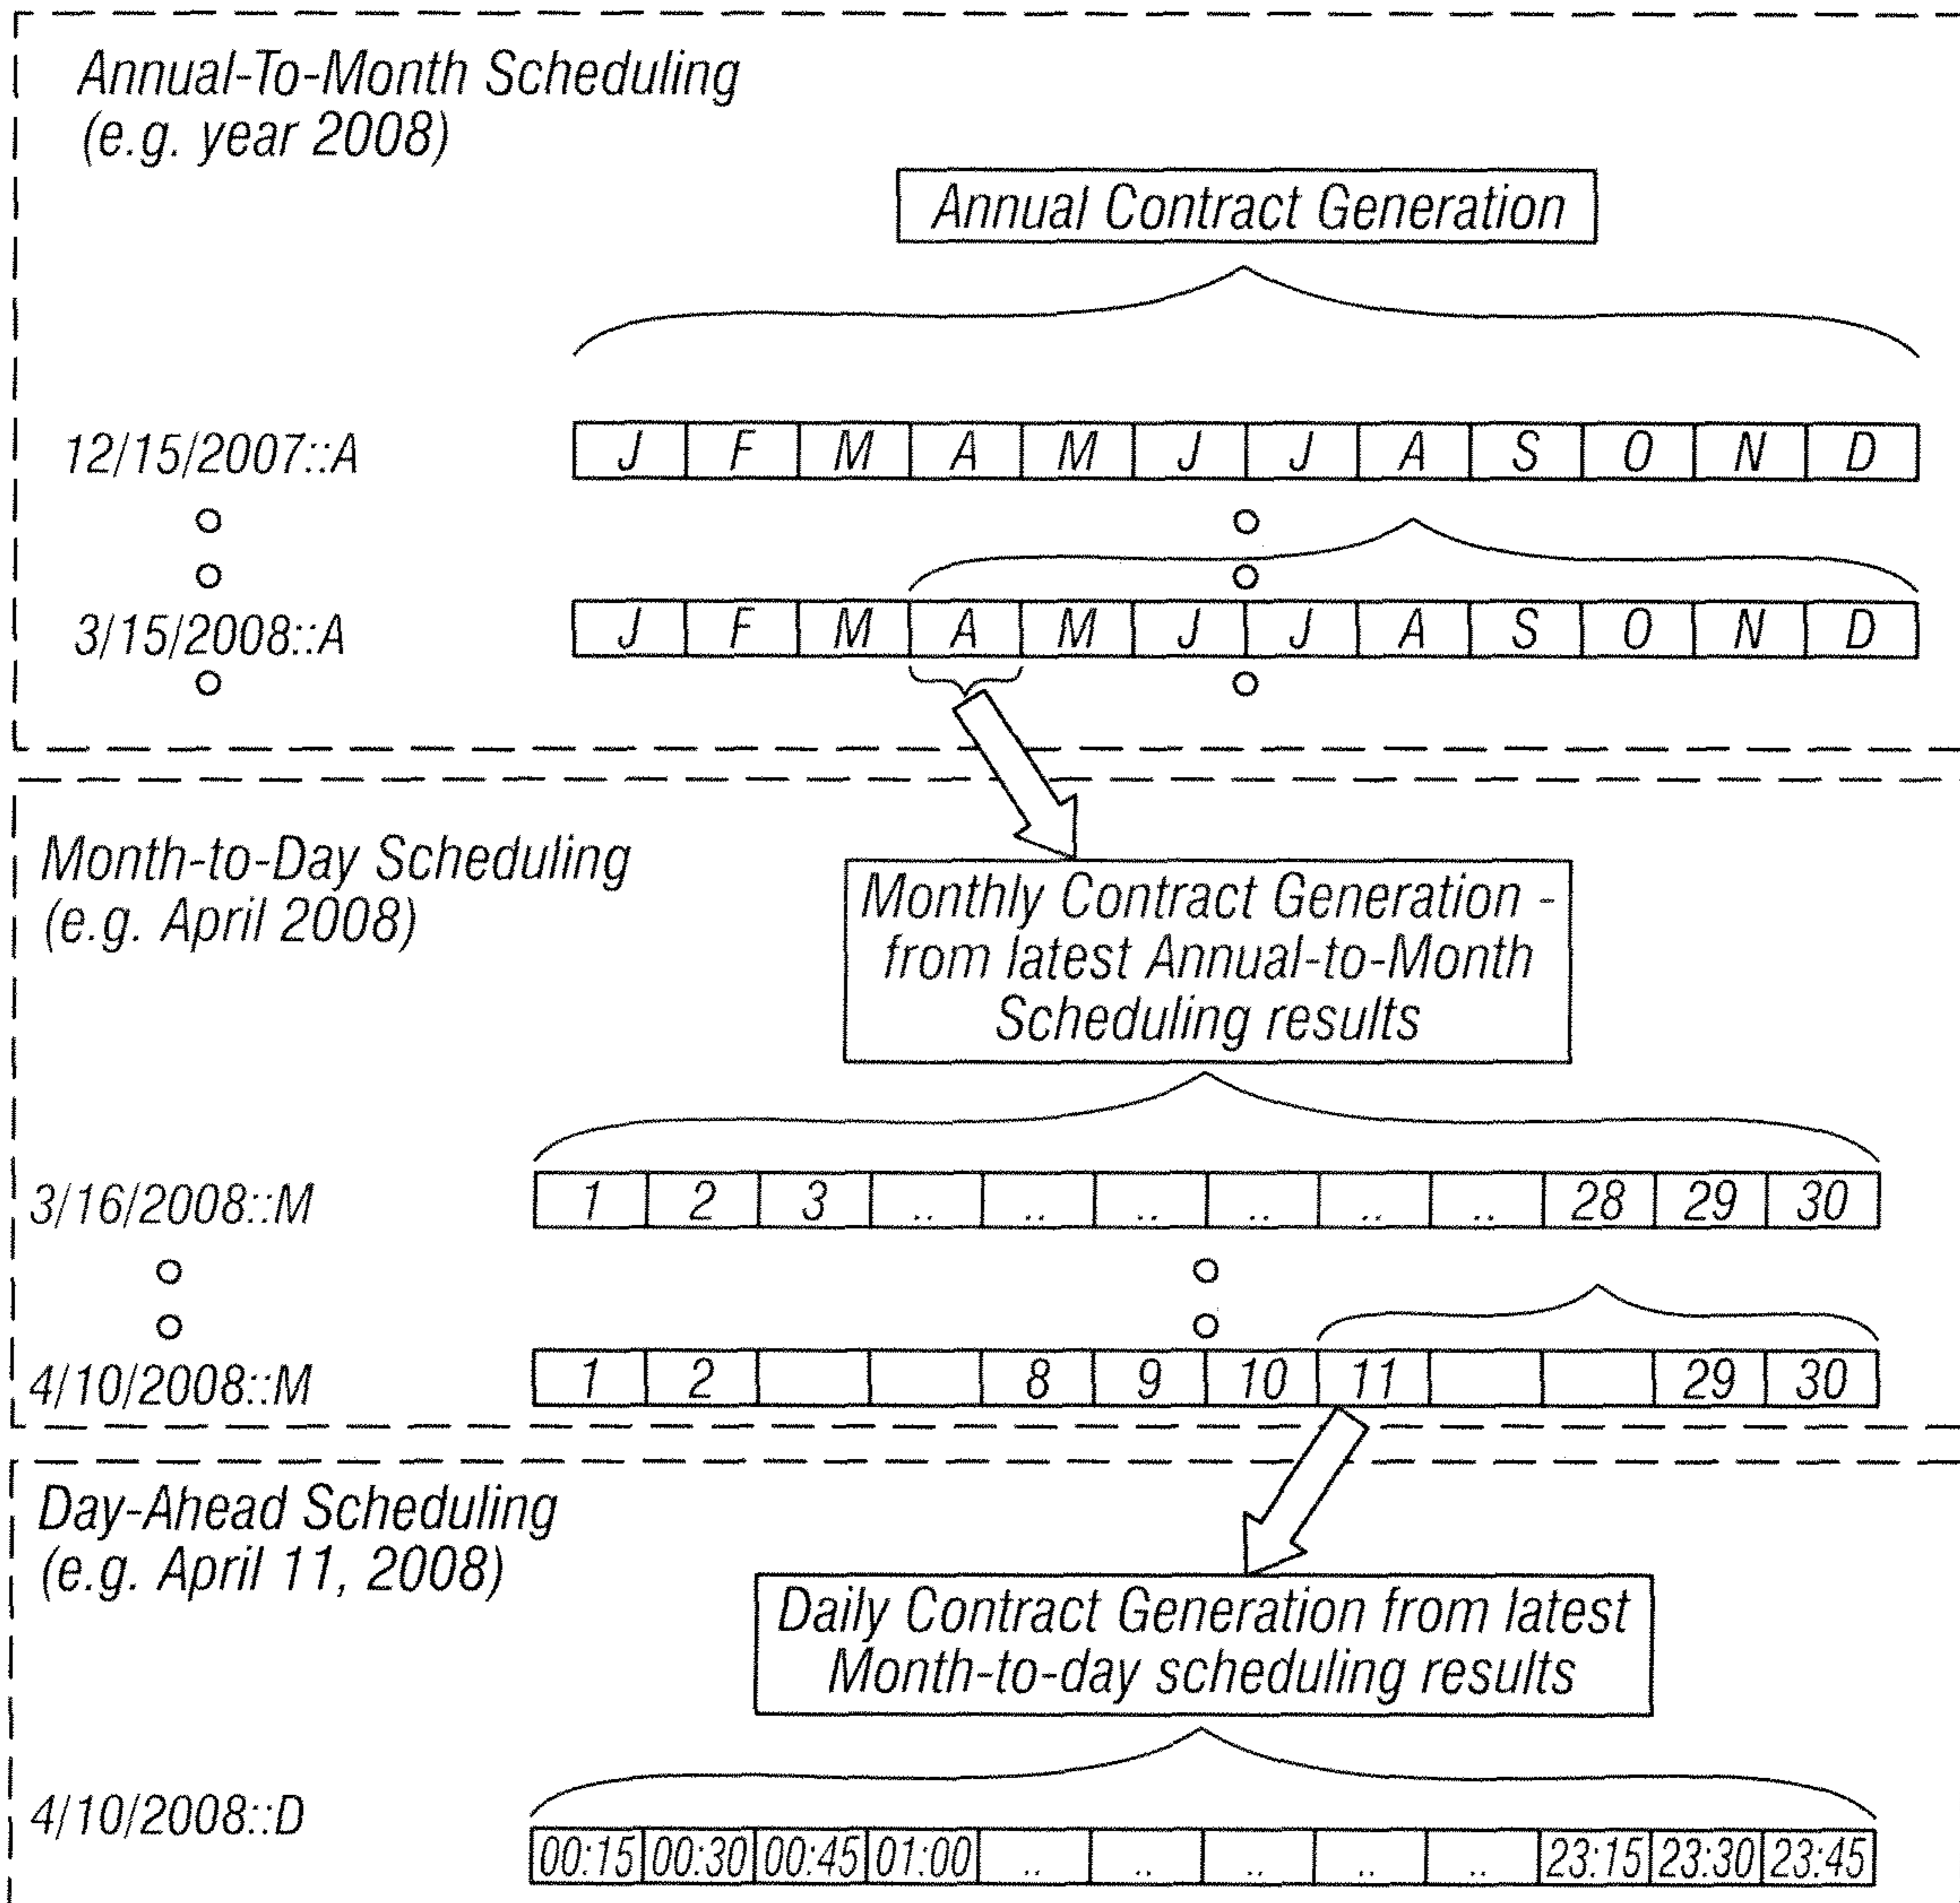 Annual-To-Month Scheduling
(e.g. year 2008)
Annual Contract Generation
12/15/2007::A
J F M A M J J A S O N D
3/15/2008::A
J F M A M J J A S O N D
Month-to-Day Scheduling
(e.g. April 2008)
Monthly Contract Generation -
from latest Annual-to-Month
Scheduling results
3/16/2008::M
1 2 3 .. .. .. .. .. .. 28 29 30
4/10/2008::M
1 2 8 9 10 11 29 30
Day-Ahead Scheduling
(e.g. April 11, 2008)
Daily Contract Generation from latest
Month-to-day scheduling results
4/10/2008::D
00:15 00:30 00:45 01:00 .. .. .. .. .. 23:15 23:30 23:45